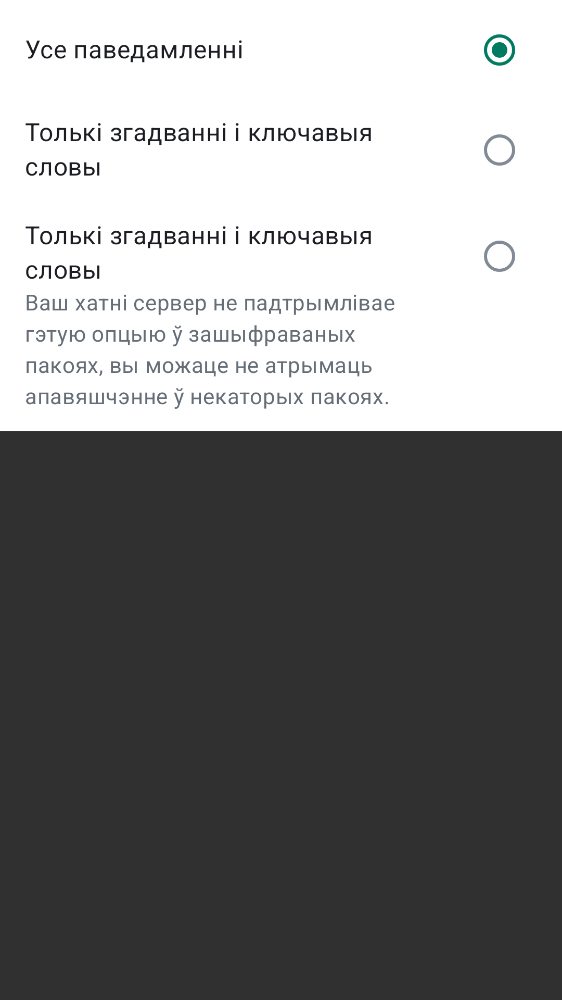 Усе паведамленні
Толькі згадванні і ключавыя
словы
Толькі згадванні і ключавыя
словы
Ваш хатні сервер не падтрымлівае
гэтую опцыю ў зашыфраваных
пакоях, вы можаце не атрымаць
апавяшчэнне ў некаторых пакоях.